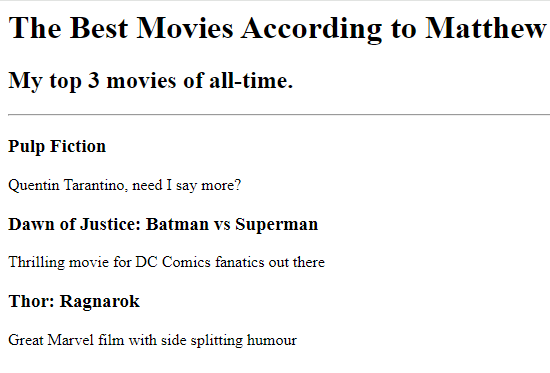 The Best Movies According to Matthew
My top 3 movies of all-time.
Pulp Fiction
Quentin Tarantino, need I say more?
Dawn of Justice: Batman vs Superman
Thrilling movie for DC Comics fanatics out there
Thor: Ragnarok
Great Marvel film with side splitting humour